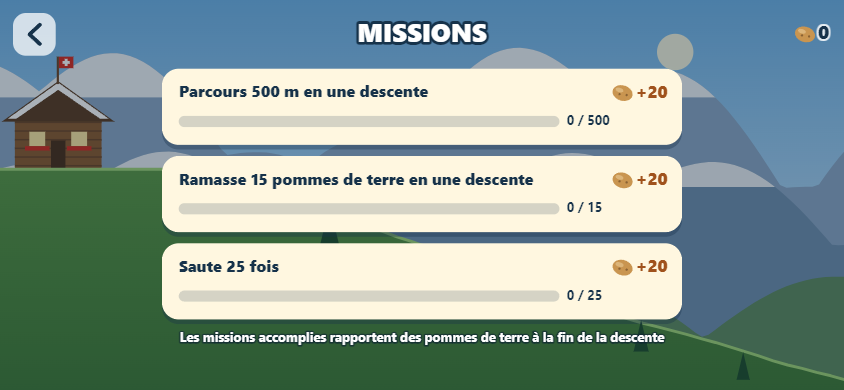 MISSIONS
0
Parcours 500 m en une descente
+20
0 / 500
Ramasse 15 pommes de terre en une descente
+20
0 / 15
Saute 25 fois
+20
0 / 25
Les missions accomplies rapportent des pommes de terre à la fin de la descente